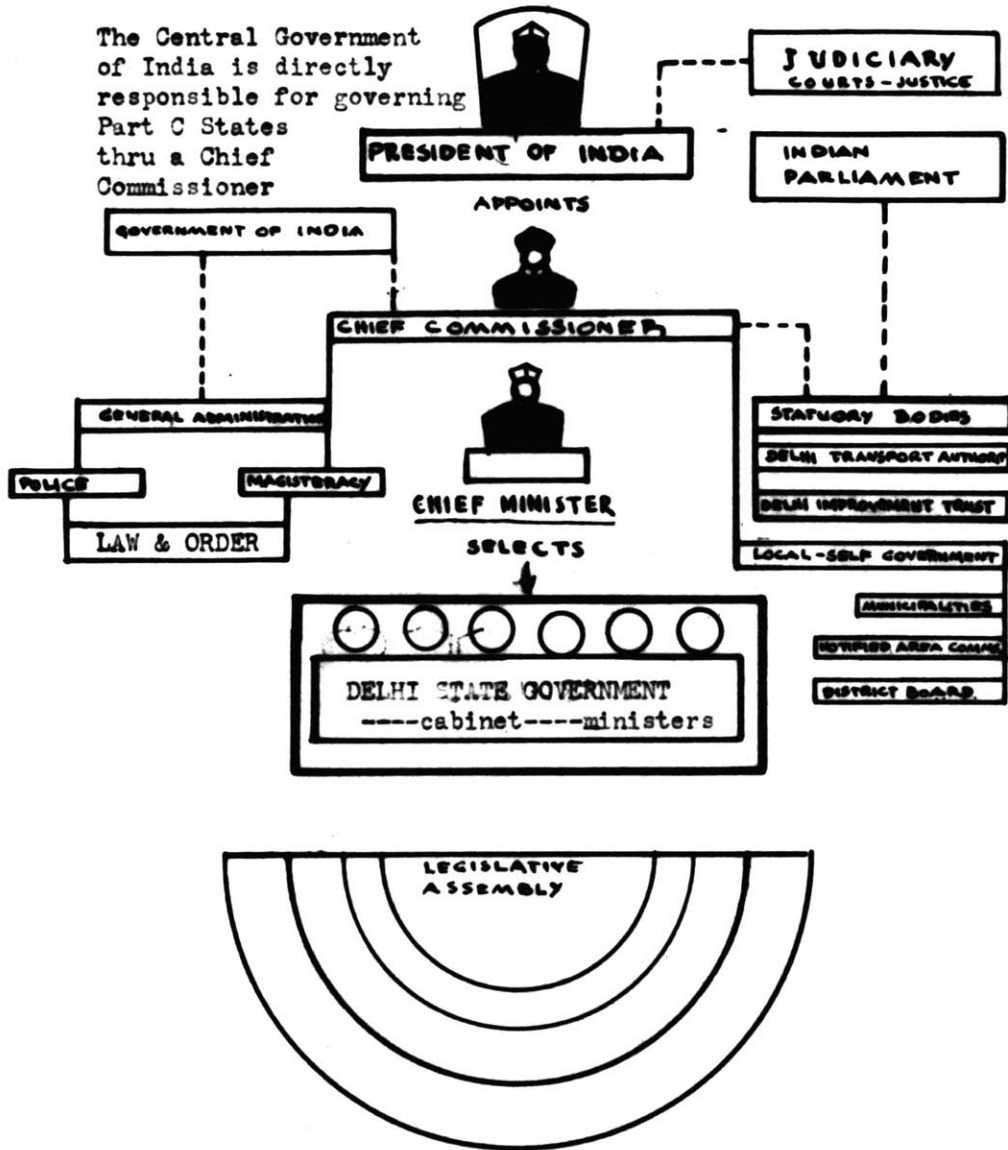 The Central Government
of India is directly
responsible for governing
Part C States
thru a Chief
Commissioner
JUDICIARY
COURTS-JUSTICE
PRESIDENT OF INDIA
INDIAN
PARLIAMENT
APPOINTS
GOVERNMENT OF INDIA
CHIEF COMMISSIONER
GENERAL ADMINISTRATION
POLICE
MAGISTERACY
LAW & ORDER
STATUORY BODIES
DELHI TRANSPORT AUTHORITY
DELHI IMPROVEMENT TRUST
LOCAL-SELF GOVERNMENT
MUNICIPALITIES
NOTIFIED AREA COMMS
DISTRICT BOARD
CHIEF MINISTER
SELECTS
DELHI STATE GOVERNMENT
----cabinet----ministers
LEGISLATIVE
ASSEMBLY